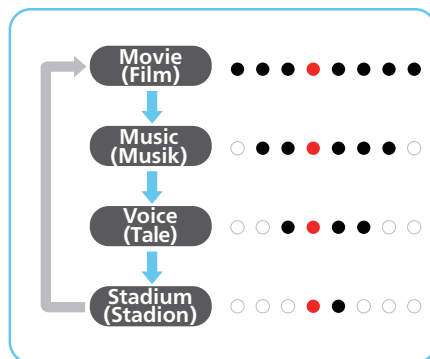 Movie
(Film)
Music
(Musik)
Voice
(Tale)
Stadium
(Stadion)